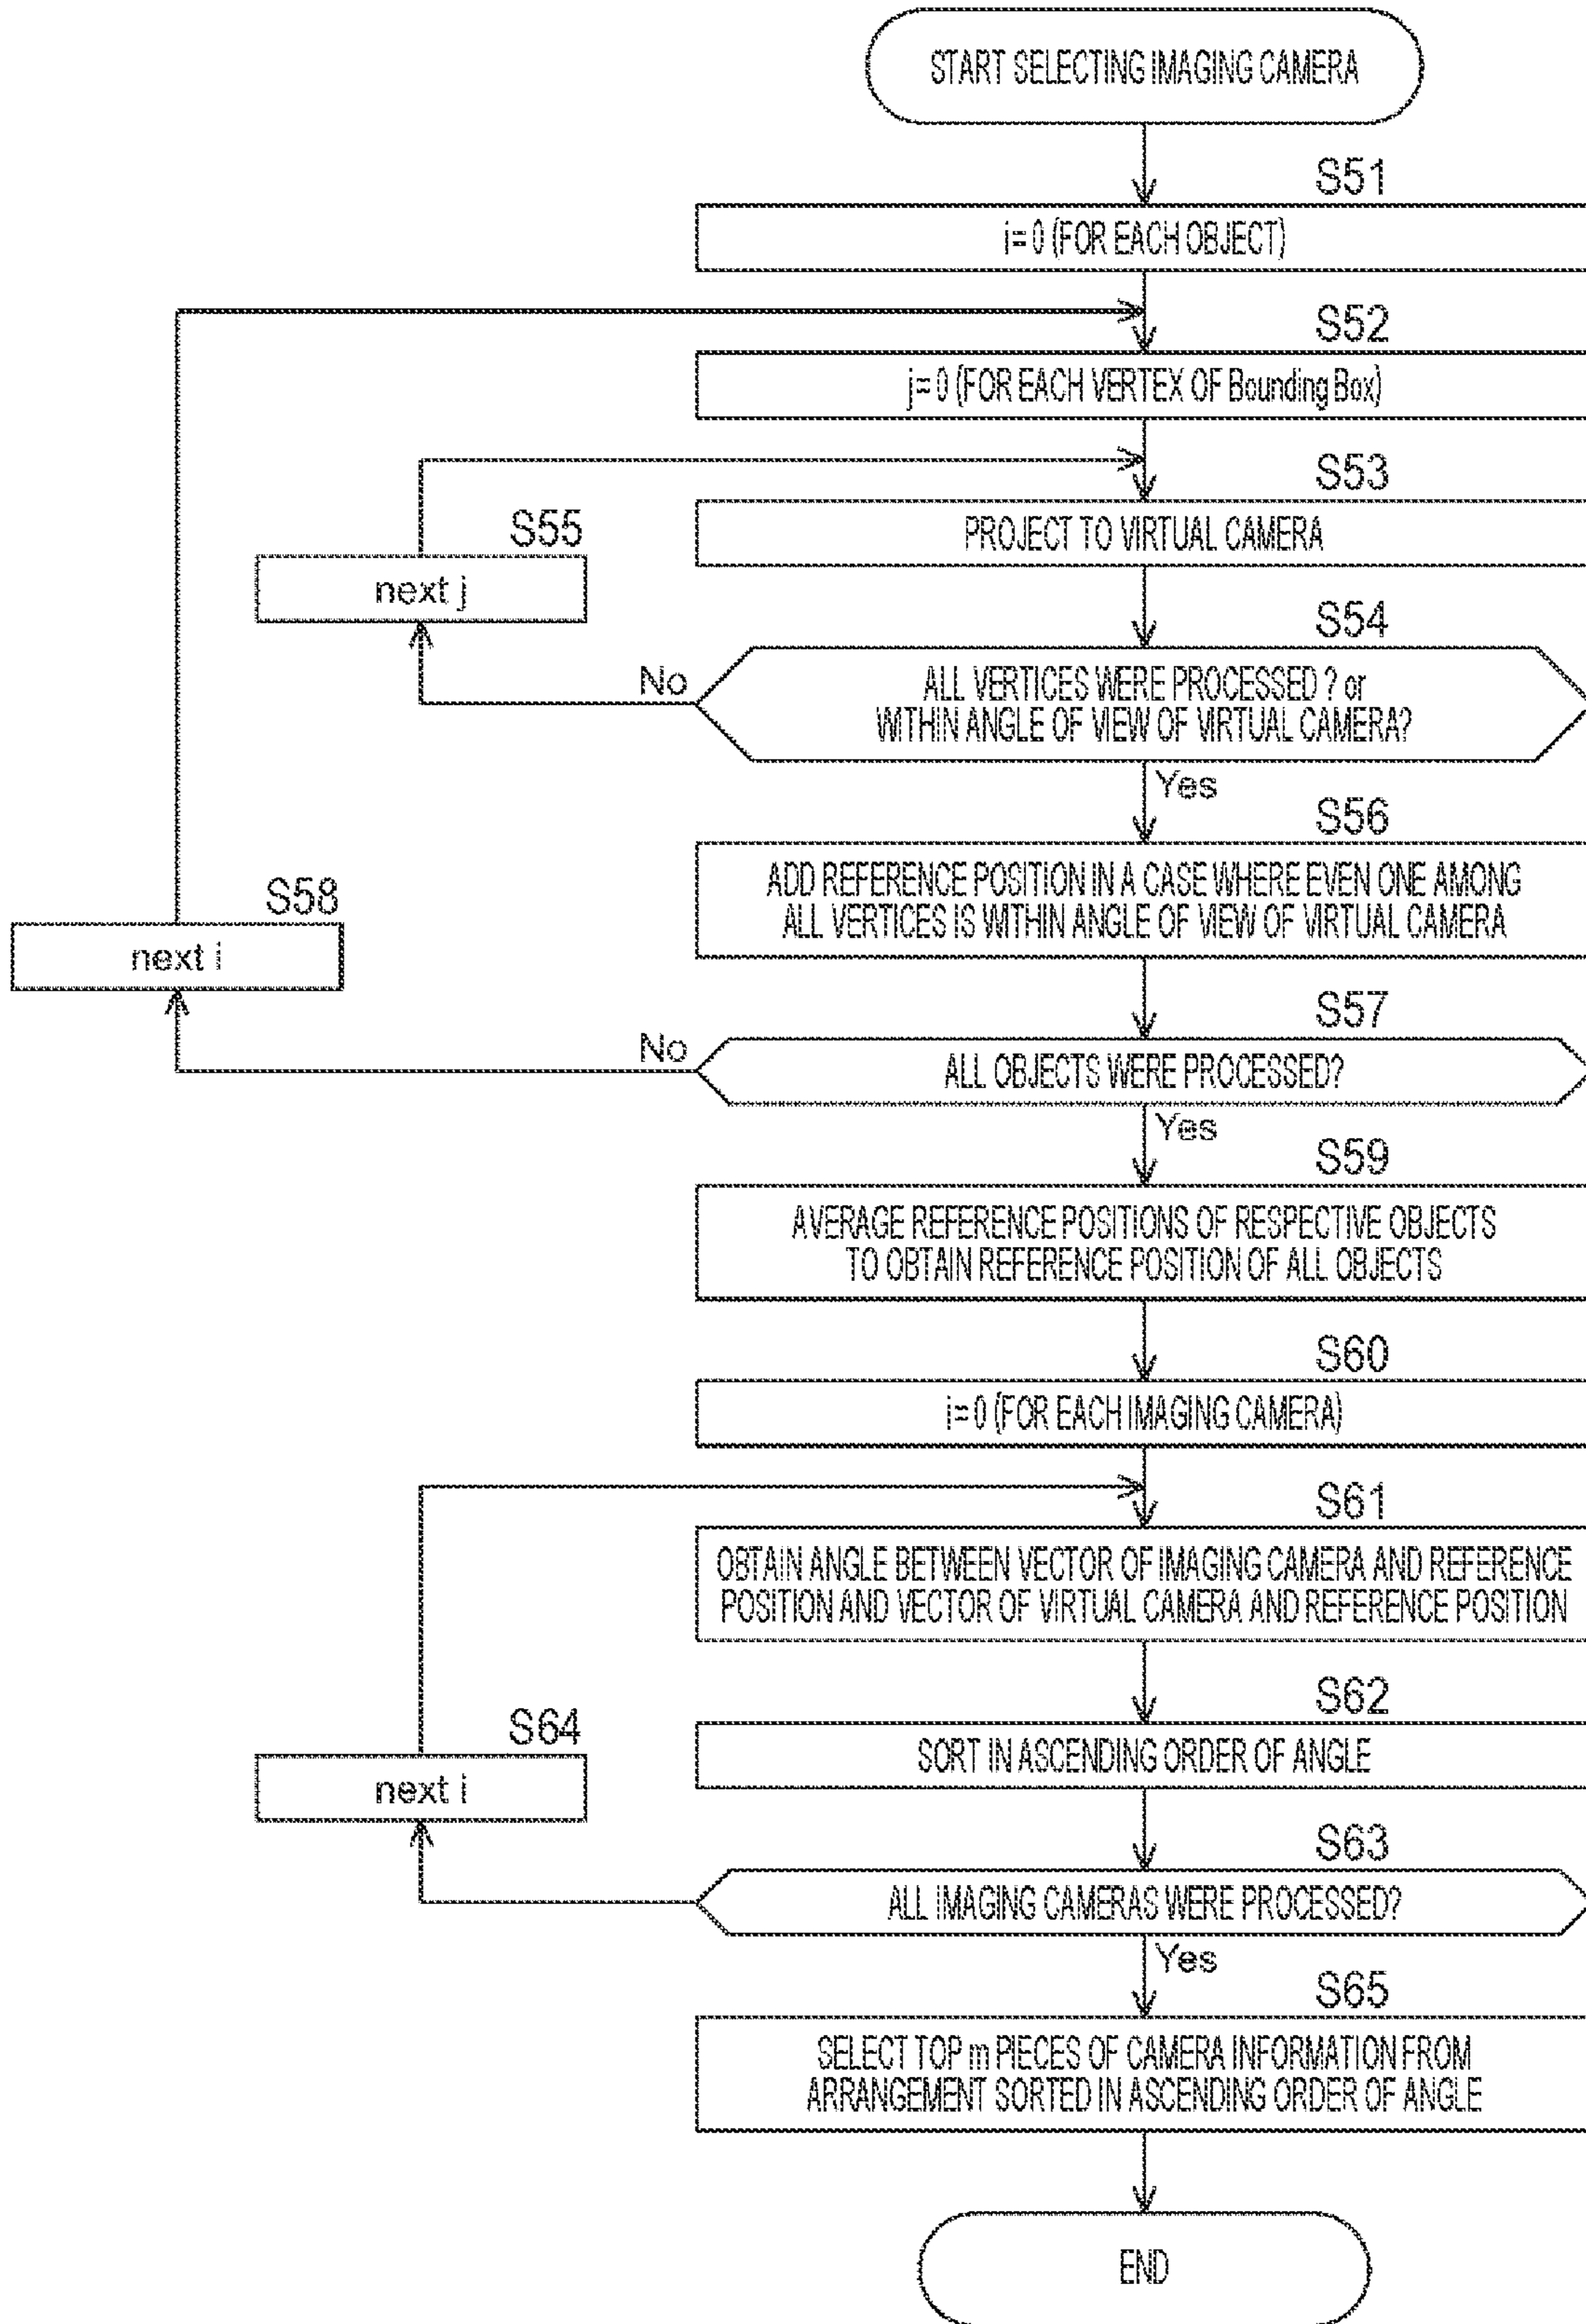 START SELECTING IMAGING CAMERA
S51
i = 0 (FOR EACH OBJECT)
S52
j = 0 (FOR EACH VERTEX OF Bounding Box)
S53
PROJECT TO VIRTUAL CAMERA
S55
next j
S54
ALL VERTICES WERE PROCESSED ? or
WITHIN ANGLE OF VIEW OF VIRTUAL CAMERA?
No
Yes
S56
ADD REFERENCE POSITION IN A CASE WHERE EVEN ONE AMONG
ALL VERTICES IS WITHIN ANGLE OF VIEW OF VIRTUAL CAMERA
S58
next i
S57
ALL OBJECTS WERE PROCESSED?
No
Yes
S59
AVERAGE REFERENCE POSITIONS OF RESPECTIVE OBJECTS
TO OBTAIN REFERENCE POSITION OF ALL OBJECTS
S60
i = 0 (FOR EACH IMAGING CAMERA)
S61
OBTAIN ANGLE BETWEEN VECTOR OF IMAGING CAMERA AND REFERENCE
POSITION AND VECTOR OF VIRTUAL CAMERA AND REFERENCE POSITION
S62
SORT IN ASCENDING ORDER OF ANGLE
S64
next i
S63
ALL IMAGING CAMERAS WERE PROCESSED?
Yes
S65
SELECT TOP m PIECES OF CAMERA INFORMATION FROM
ARRANGEMENT SORTED IN ASCENDING ORDER OF ANGLE
END